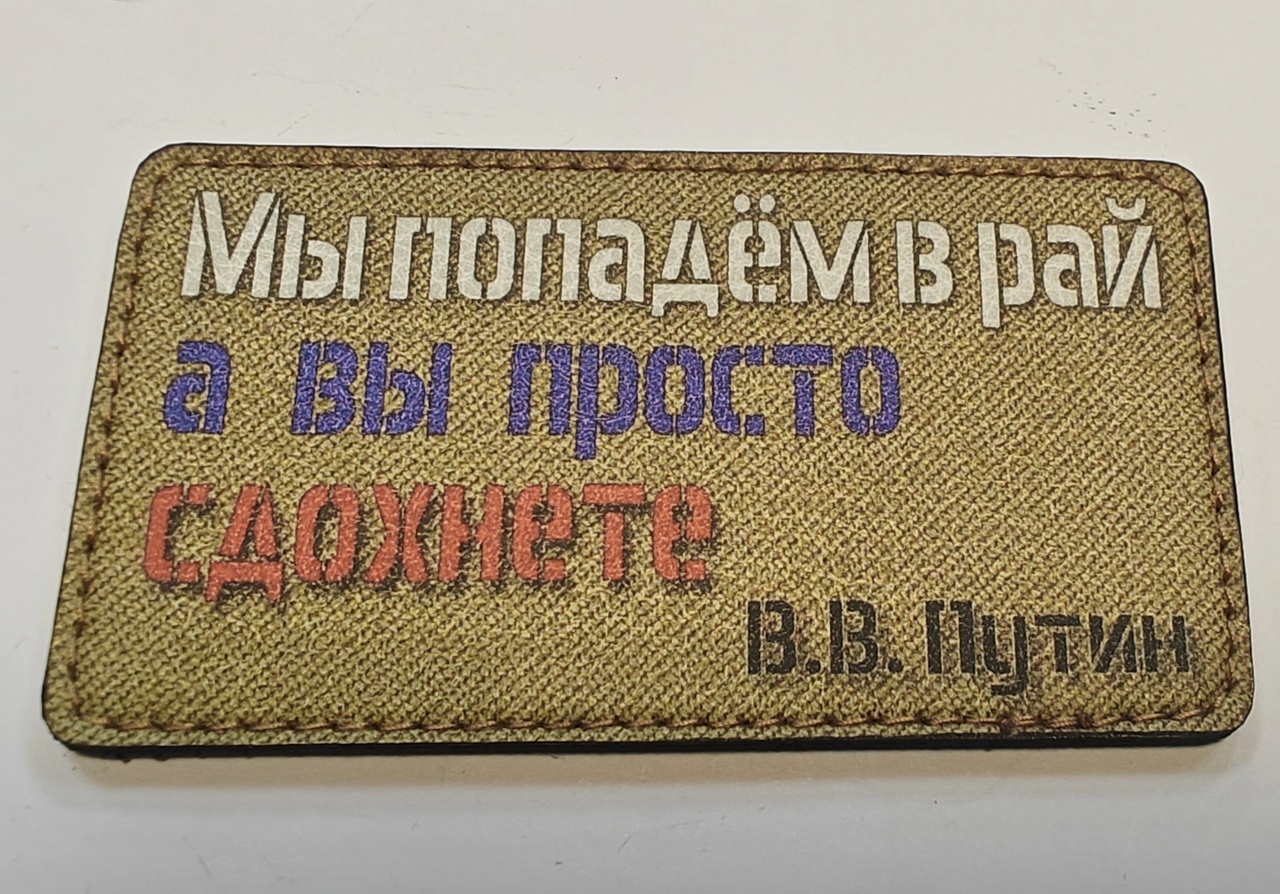 Мы попадём в рай
а вы просто
сдохнете
В.В. Путин